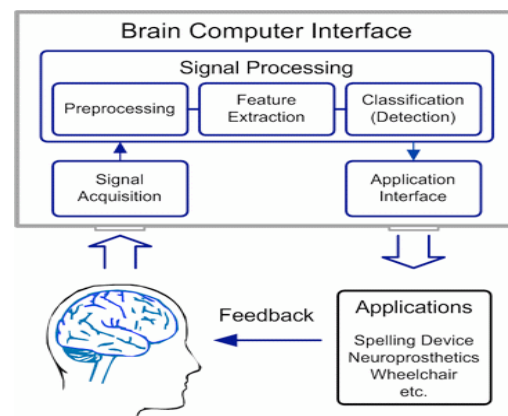 Brain Computer Interface
Signal Processing
Preprocessing
Feature
Extraction
Classification
(Detection)
Signal
Acquisition
Application
Interface
Feedback
Applications
Spelling Device
Neuroprosthetics
Wheelchair
etc.